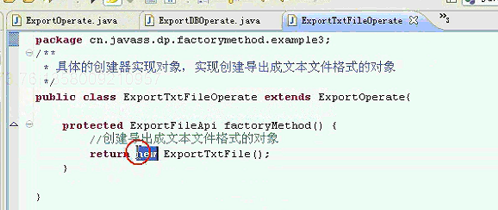 ExportOperate.java ExportDBOperate.java ExportTxtFileOperate
package cn.javass.dp.factorymethod.example3;
/**
* 具体的创建器实现对象，实现创建导出成文本文件格式的对象
*/
public class ExportTxtFileOperate extends ExportOperate{
protected ExportFileApi factoryMethod() {
//创建导出成文本文件格式的对象
return new ExportTxtFile();
}
}